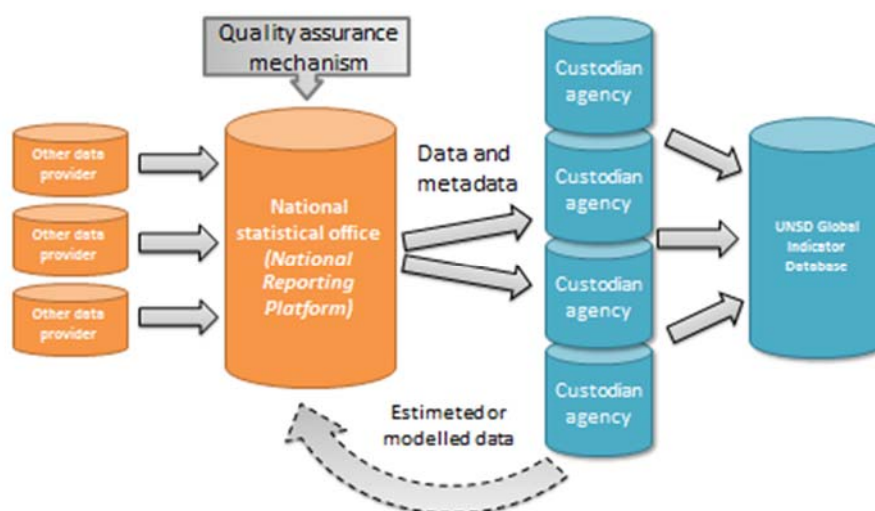 Quality assurance
mechanism
Other data
provider
Other data
provider
Other data
provider
National
statistical office
(National
Reporting
Platform)
Data and
metadata
Estimeted or
modelled data
Custodian
agency
Custodian
agency
Custodian
agency
Custodian
agency
UNSD Global
Indicator
Database